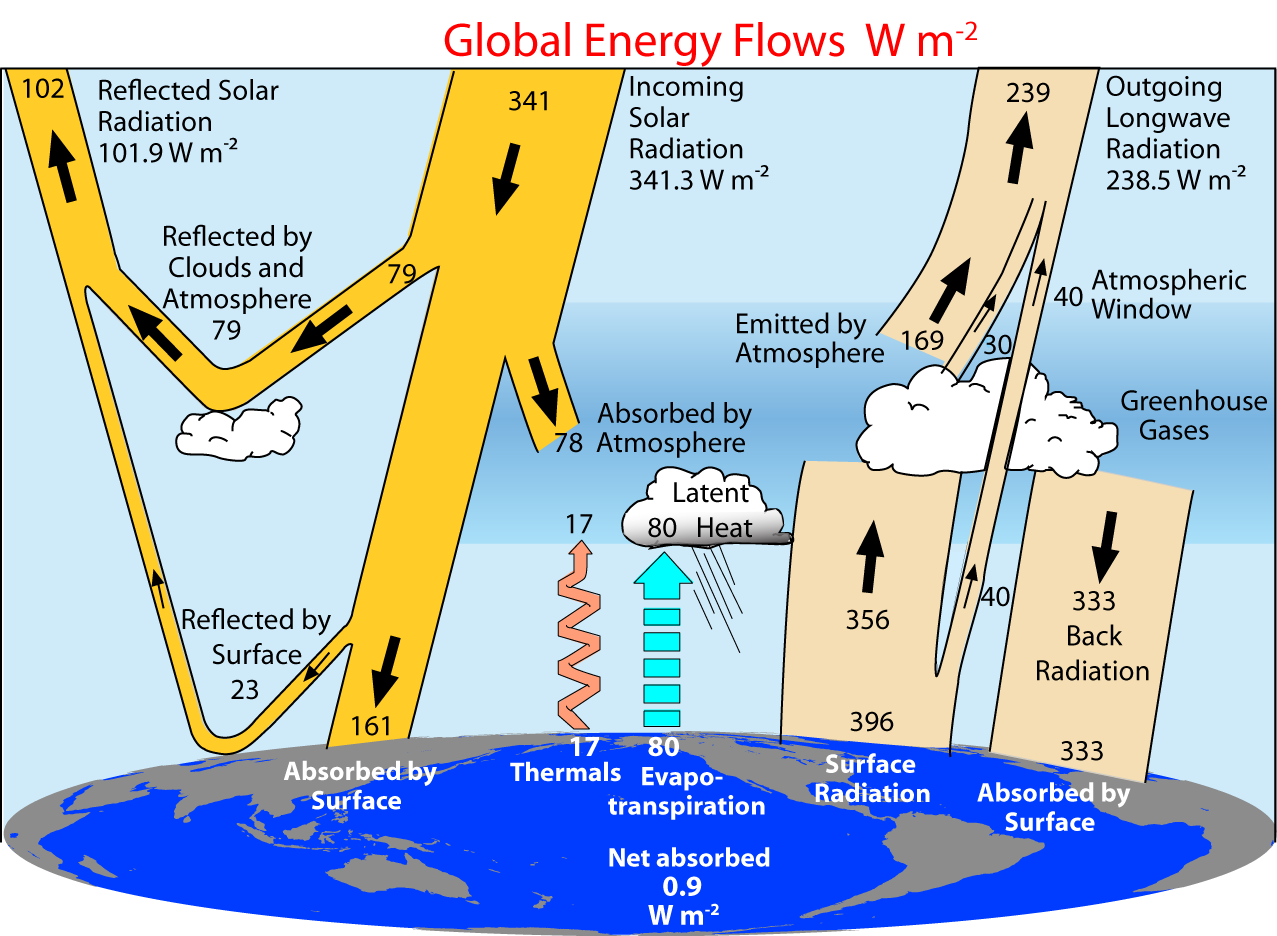 Global Energy Flows  W m-2
102
Reflected Solar
Radiation
101.9 W m-2
341
Incoming
Solar
Radiation
341.3 W m-2
239
Outgoing
Longwave
Radiation
238.5 W m-2
Reflected by
Clouds and
Atmosphere
79
79
Emitted by
Atmosphere
169
30
40
Atmospheric
Window
Greenhouse
Gases
78
Absorbed by
Atmosphere
Latent
80 Heat
17
356
40
333
Back
Radiation
Reflected by
Surface
23
161
396
333
Absorbed by
Surface
17
Thermals
80
Evapo-
transpiration
Surface
Radiation
Absorbed by
Surface
Net absorbed
0.9
W m-2